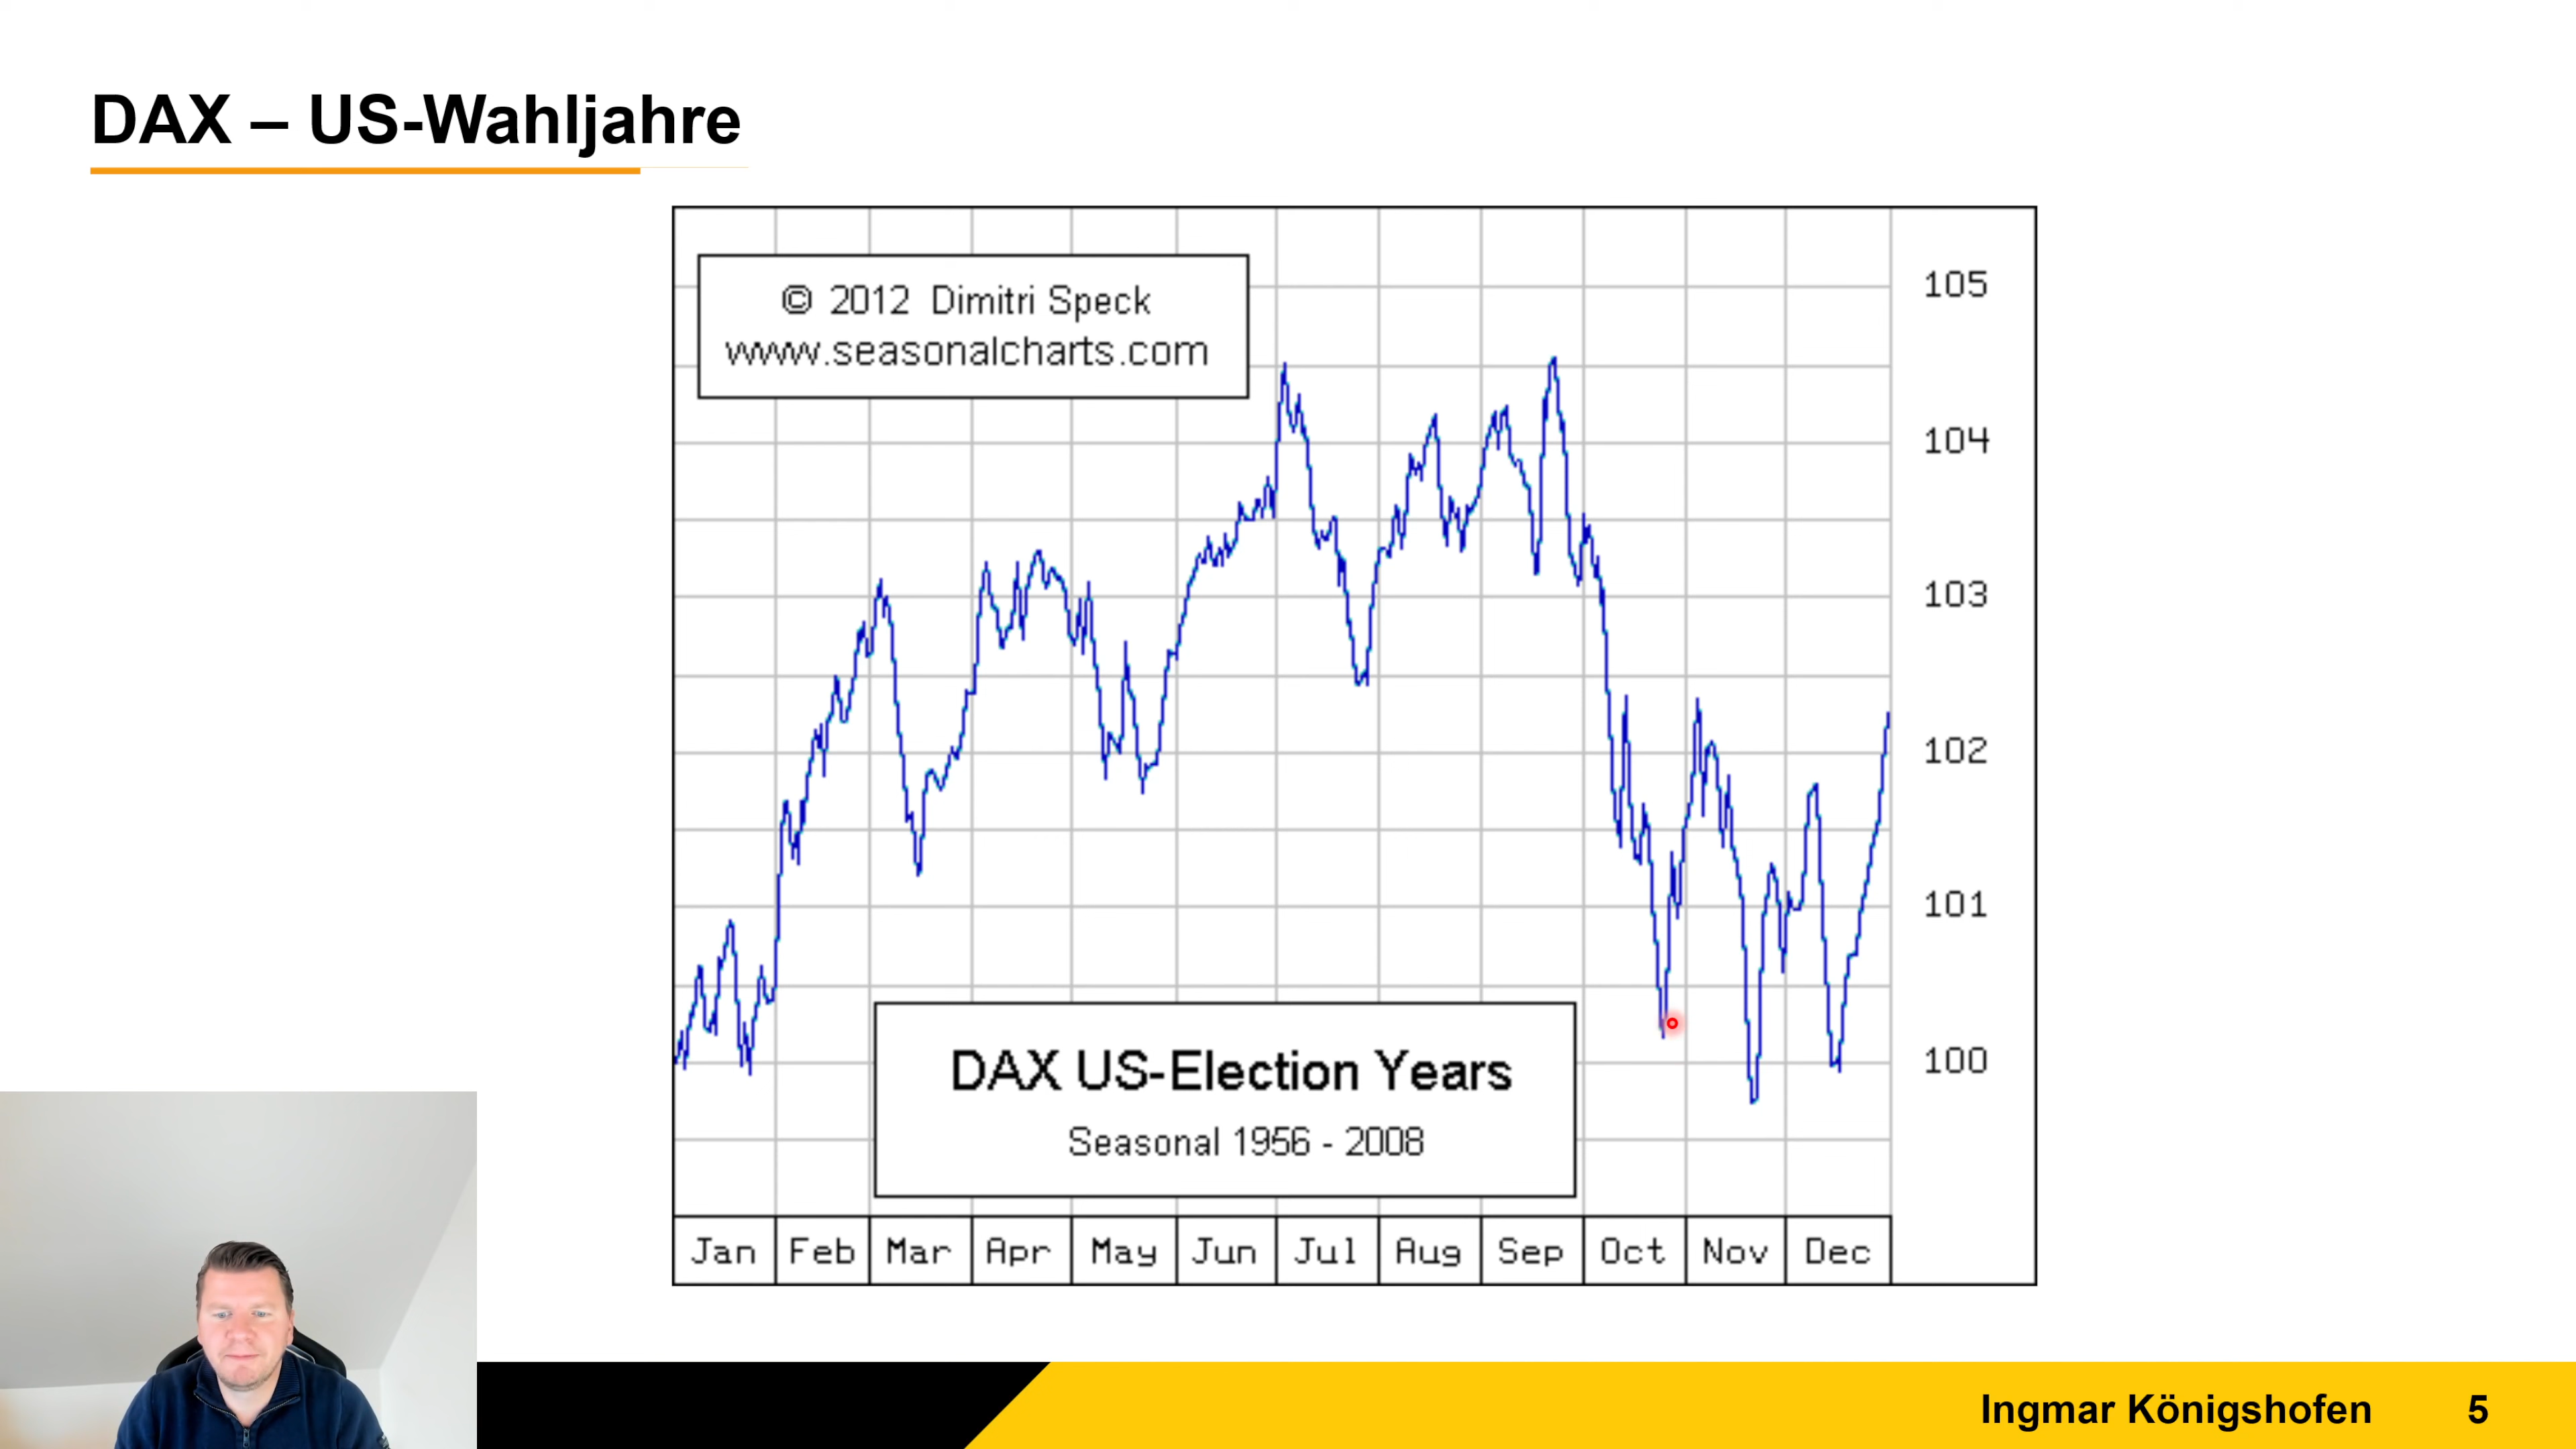 DAX – US-Wahljahre
© 2012 Dimitri Speck
www.seasonalcharts.com
105
104
103
102
101
100
DAX US-Election Years
Seasonal 1956 - 2008
Jan Feb Mar Apr May Jun Jul Aug Sep Oct Nov Dec
Ingmar Königshofen 5